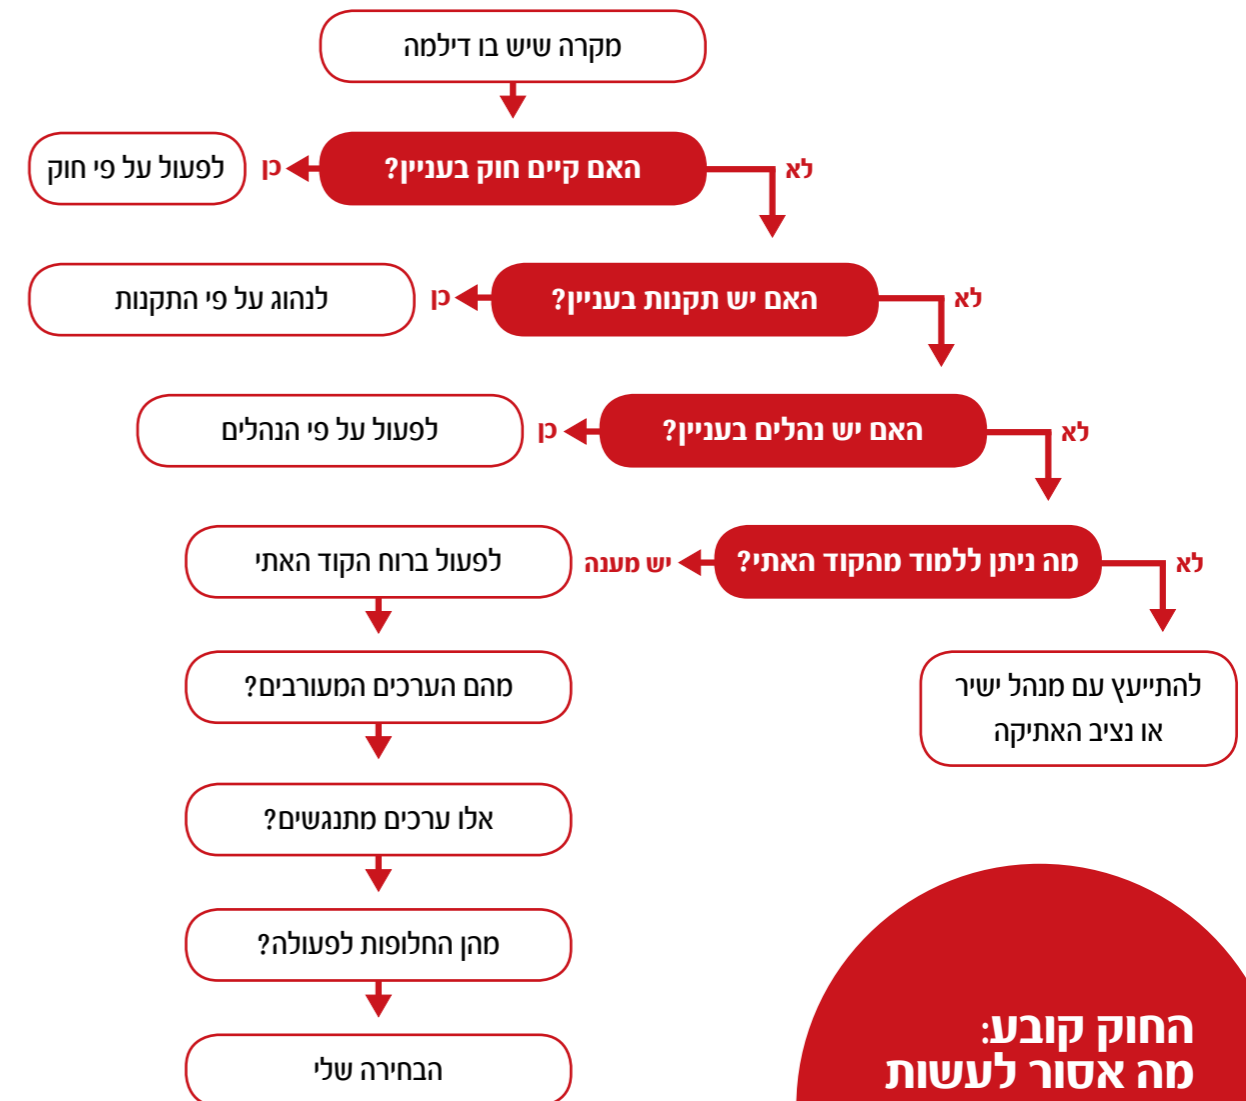 מקרה שיש בו דילמה
האם קיים חוק בעניין?
לא
כן
לפעול על פי חוק
האם יש תקנות בעניין?
לא
כן
לנהוג על פי התקנות
האם יש נהלים בעניין?
לא
כן
לפעול על פי הנהלים
מה ניתן ללמוד מהקוד האתי?
לא
יש מענה
לפעול ברוח הקוד האתי
להתייעץ עם מנהל ישיר
או נציב האתיקה
מהם הערכים המעורבים?
אלו ערכים מתנגשים?
מהן החלופות לפעולה?
הבחירה שלי
החוק קובע:
מה אסור לעשות